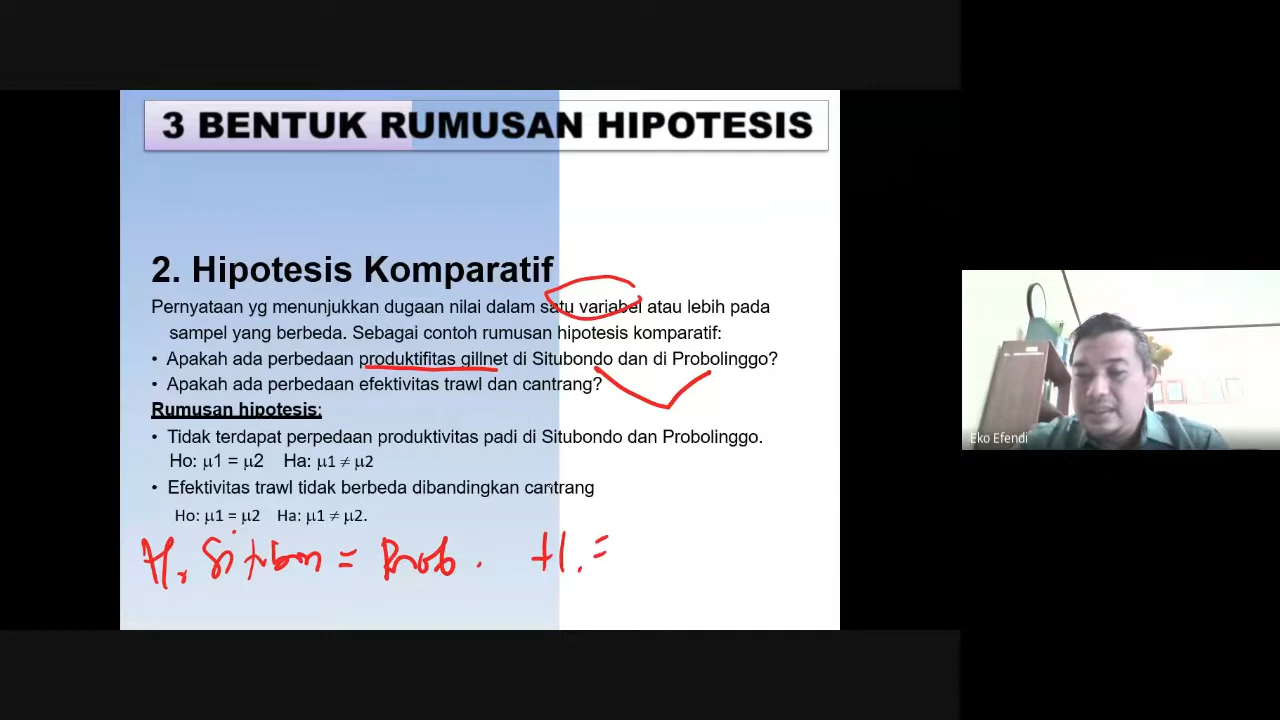 3 BENTUK RUMUSAN HIPOTESIS
2. Hipotesis Komparatif
Pernyataan yg menunjukkan dugaan nilai dalam satu variabel atau lebih pada
sampel yang berbeda. Sebagai contoh rumusan hipotesis komparatif:
• Apakah ada perbedaan produktifitas gillnet di Situbondo dan di Probolinggo?
• Apakah ada perbedaan efektivitas trawl dan cantrang?
Rumusan hipotesis:
• Tidak terdapat perpedaan produktivitas padi di Situbondo dan Probolinggo.
Ho: µ1 = µ2 Ha: µ1 ≠ µ2
• Efektivitas trawl tidak berbeda dibandingkan cantrang
Ho: µ1 = µ2 Ha: µ1 ≠ µ2.
= Prob. H. =
Eko Efendi